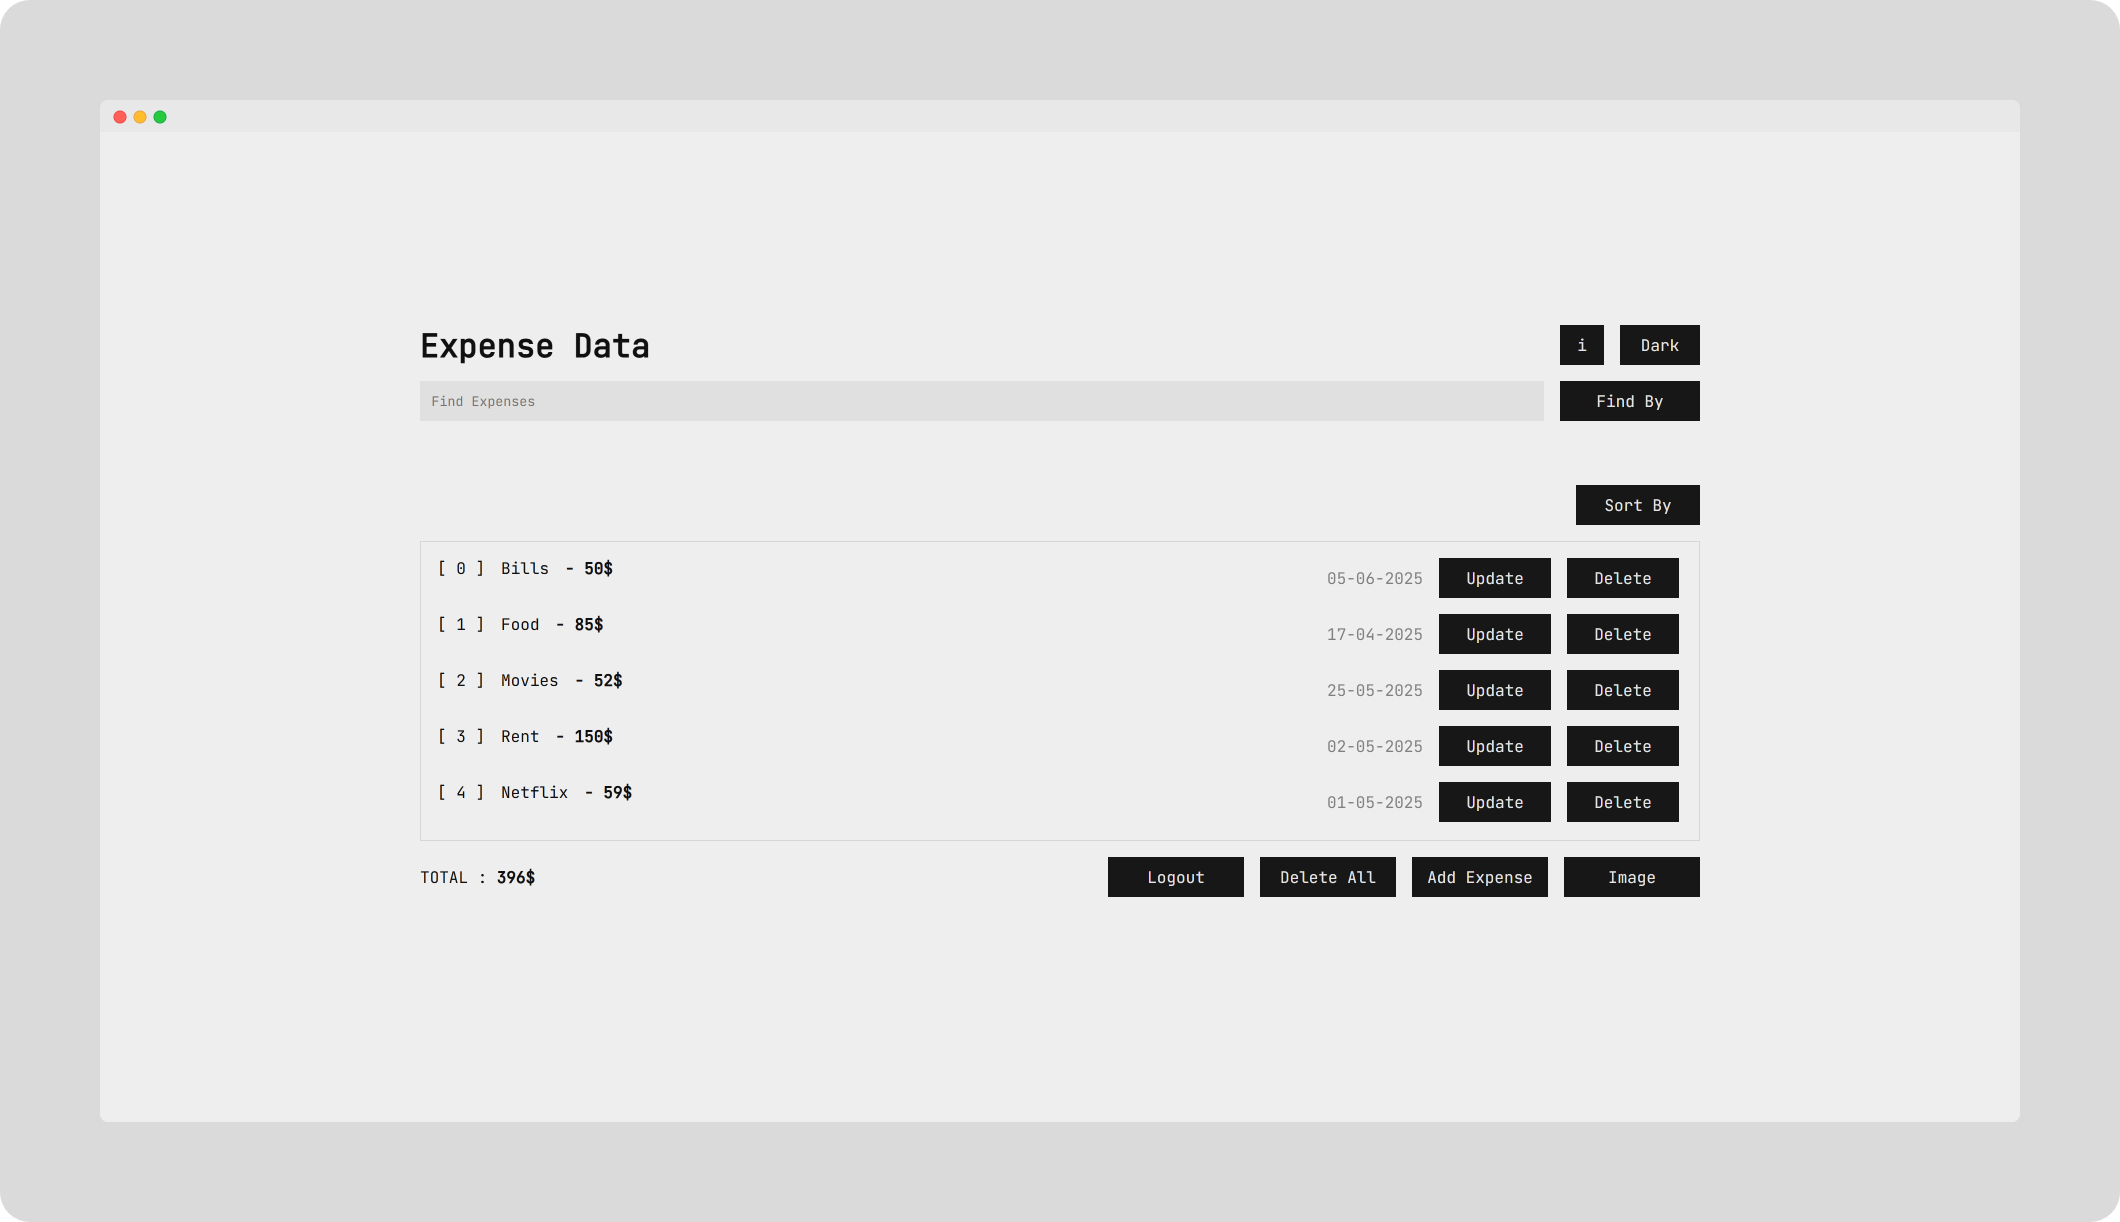 Expense Data i Dark
Find Expenses Find By
Sort By
[ 0 ] Bills - 50$ 05-06-2025 Update Delete
[ 1 ] Food - 85$ 17-04-2025 Update Delete
[ 2 ] Movies - 52$ 25-05-2025 Update Delete
[ 3 ] Rent - 150$ 02-05-2025 Update Delete
[ 4 ] Netflix - 59$ 01-05-2025 Update Delete
TOTAL : 396$ Logout Delete All Add Expense Image